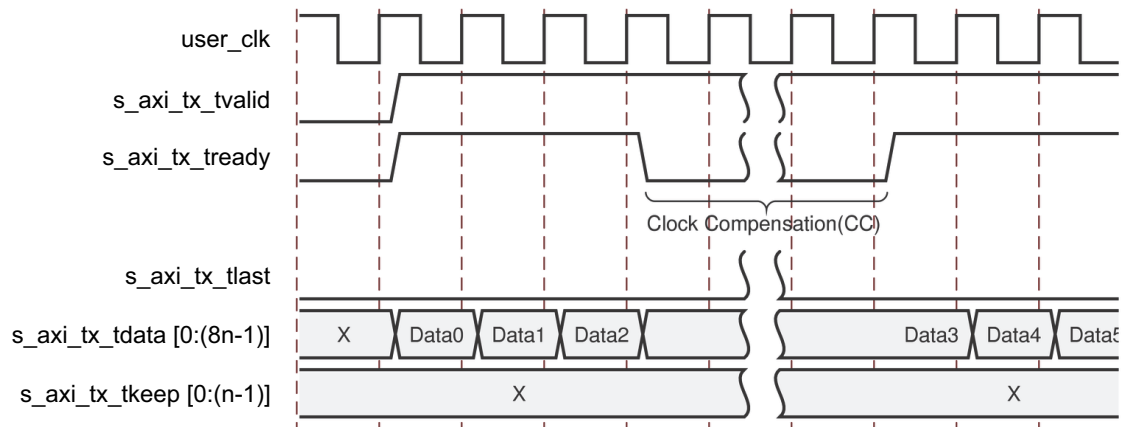 user_clk
s_axi_tx_tvalid
s_axi_tx_tready
Clock Compensation(CC)
s_axi_tx_tlast
s_axi_tx_tdata [0:(8n-1)] X Data0 Data1 Data2 Data3 Data4 Data5
s_axi_tx_tkeep [0:(n-1)] X X